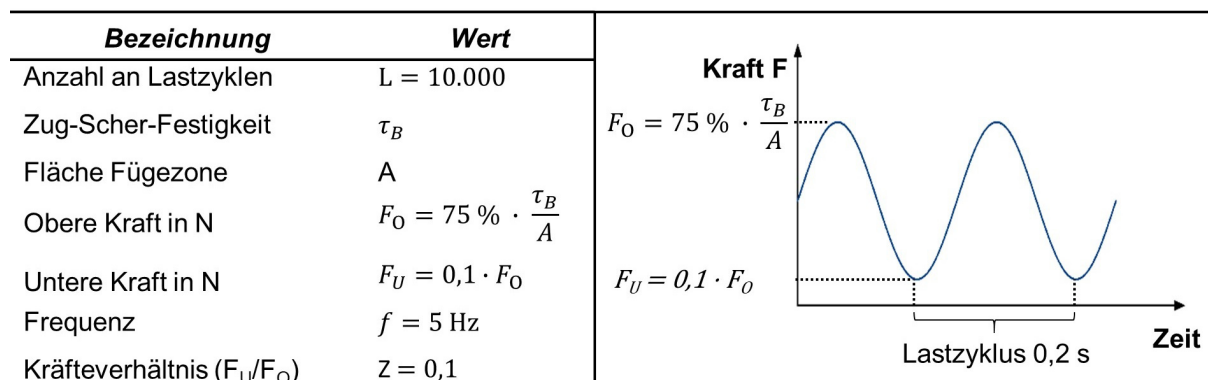 Bezeichnung Wert
Anzahl an Lastzyklen L = 10.000
Zug-Scher-Festigkeit τ_B
Fläche Fügezone A
Obere Kraft in N F_O = 75 % · τ_B/A
Untere Kraft in N F_U = 0,1 · F_O
Frequenz f = 5 Hz
Kräfteverhältnis (F_U/F_O) Z = 0,1
Kraft F
F_O = 75 % · τ_B/A
F_U = 0,1 · F_O
Zeit
Lastzyklus 0,2 s